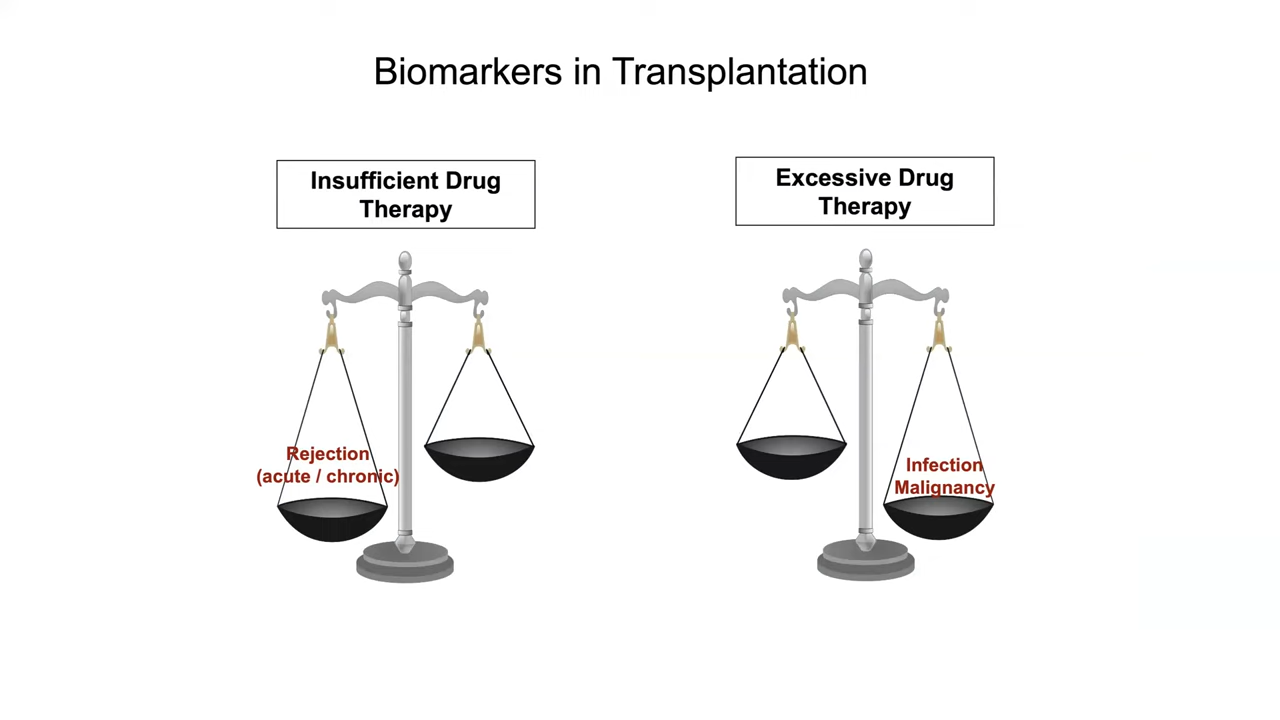 Biomarkers in Transplantation
Insufficient Drug
Therapy
Rejection
(acute / chronic)
Excessive Drug
Therapy
Infection
Malignancy